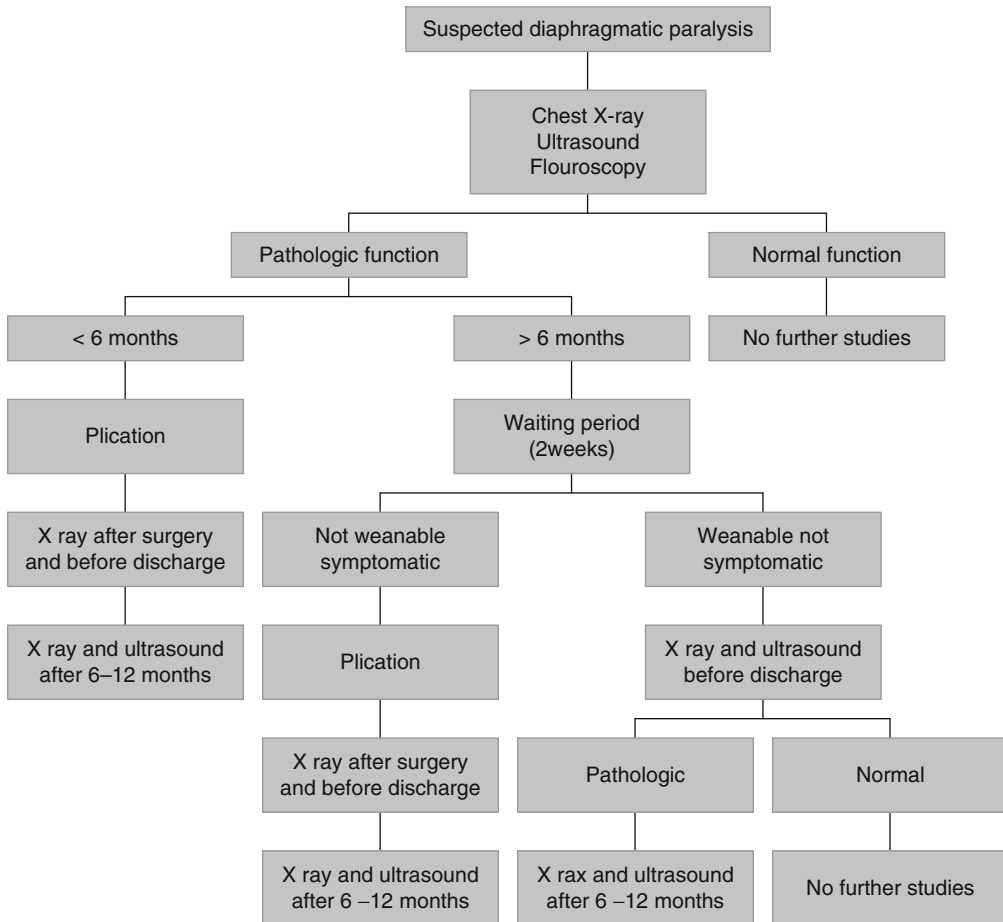 Suspected diaphragmatic paralysis
Chest X-ray
Ultrasound
Flouroscopy
Pathologic function
Normal function
< 6 months
> 6 months
No further studies
Plication
Waiting period
(2weeks)
X ray after surgery
and before discharge
Not weanable
symptomatic
Weanable not
symptomatic
X ray and ultrasound
after 6–12 months
Plication
X ray and ultrasound
before discharge
X ray after surgery
and before discharge
Pathologic
Normal
X ray and ultrasound
after 6 –12 months
X rax and ultrasound
after 6 –12 months
No further studies